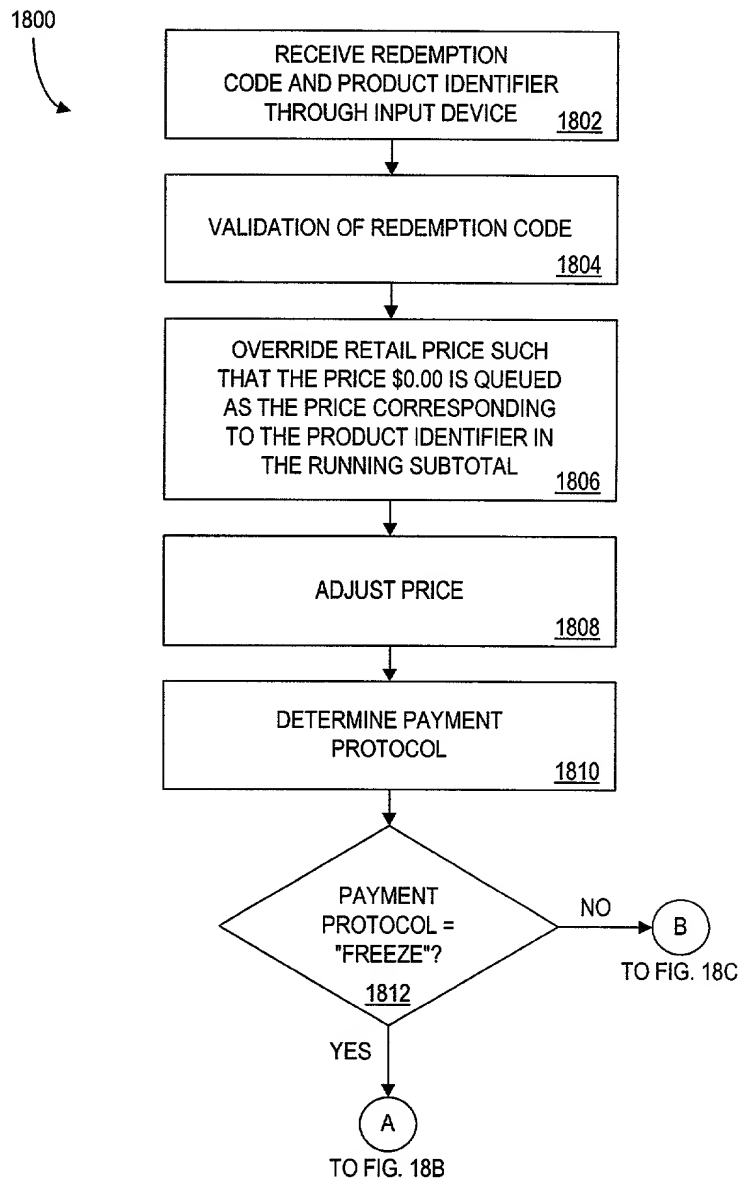 1800
RECEIVE REDEMPTION
CODE AND PRODUCT IDENTIFIER
THROUGH INPUT DEVICE
1802
VALIDATION OF REDEMPTION CODE
1804
OVERRIDE RETAIL PRICE SUCH
THAT THE PRICE $0.00 IS QUEUED
AS THE PRICE CORRESPONDING
TO THE PRODUCT IDENTIFIER IN
THE RUNNING SUBTOTAL
1806
ADJUST PRICE
1808
DETERMINE PAYMENT
PROTOCOL
1810
PAYMENT
PROTOCOL =
"FREEZE"?
1812
NO
B
TO FIG. 18C
YES
A
TO FIG. 18B